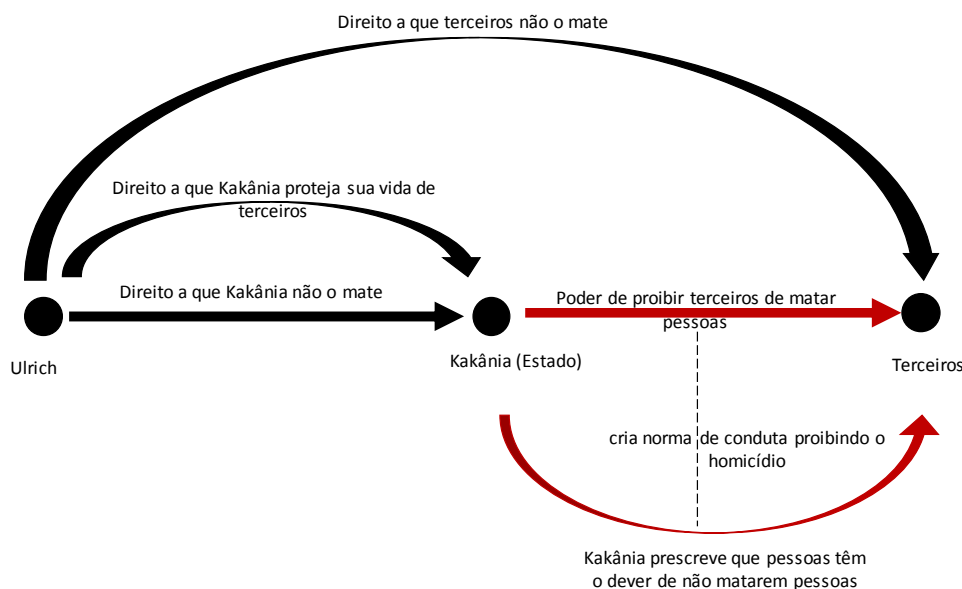 Direito a que terceiros não o mate
Direito a que Kakânia proteja sua vida de
terceiros
Direito a que Kakânia não o mate
Poder de proibir terceiros de matar
pessoas
Ulrich
Kakânia (Estado)
Terceiros
cria norma de conduta proibindo o
homicídio
Kakânia prescreve que pessoas têm
o dever de não matarem pessoas